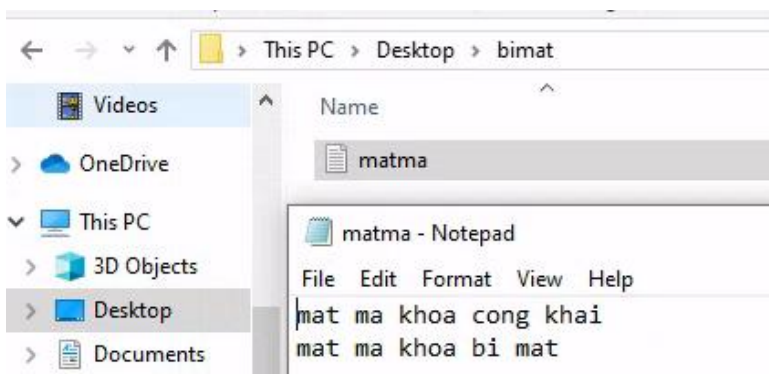 This PC > Desktop > bimat
Videos
OneDrive
This PC
3D Objects
Desktop
Documents
Name
matma
matma - Notepad
File Edit Format View Help
mat ma khoa cong khai
mat ma khoa bi mat